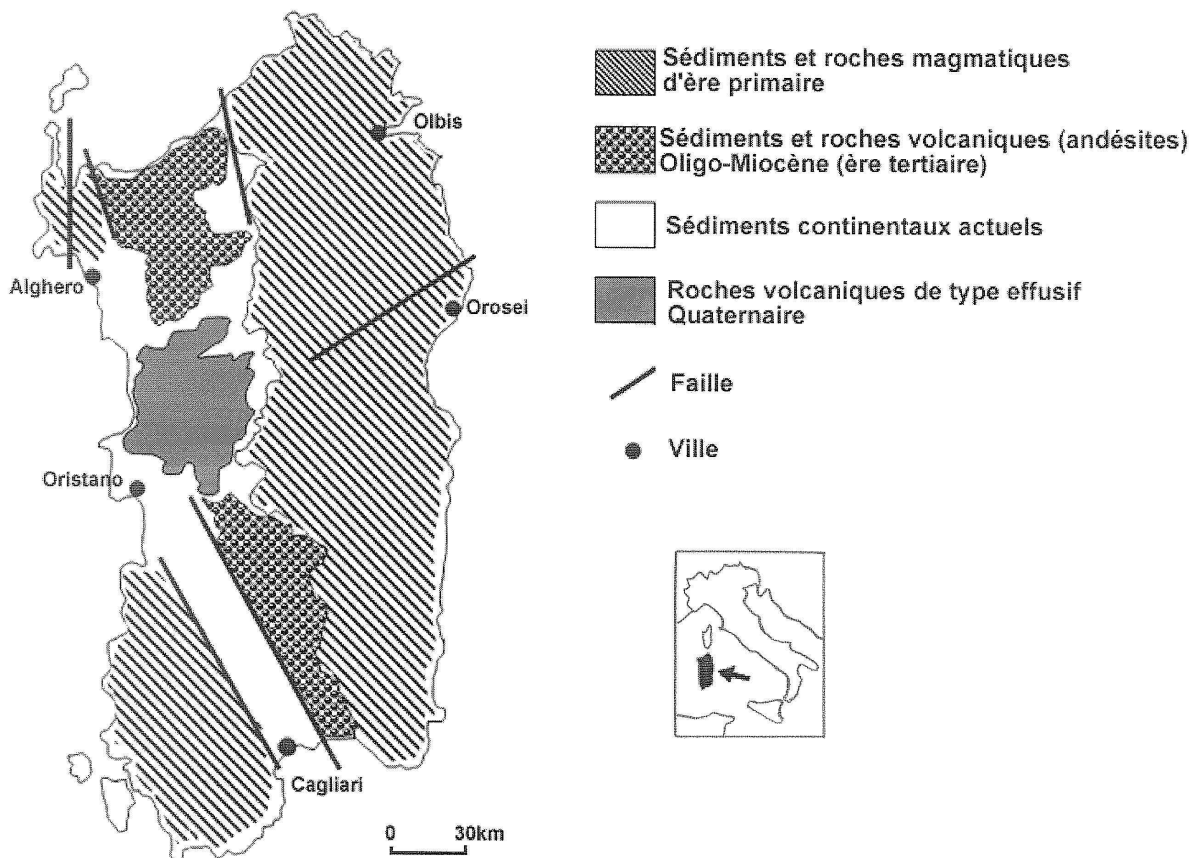 Olbis
Alghero
Orosei
Oristano
Cagliari
0 30km
Sédiments et roches magmatiques
d'ère primaire
Sédiments et roches volcaniques (andésites)
Oligo-Miocène (ère tertiaire)
Sédiments continentaux actuels
Roches volcaniques de type effusif
Quaternaire
Faille
Ville